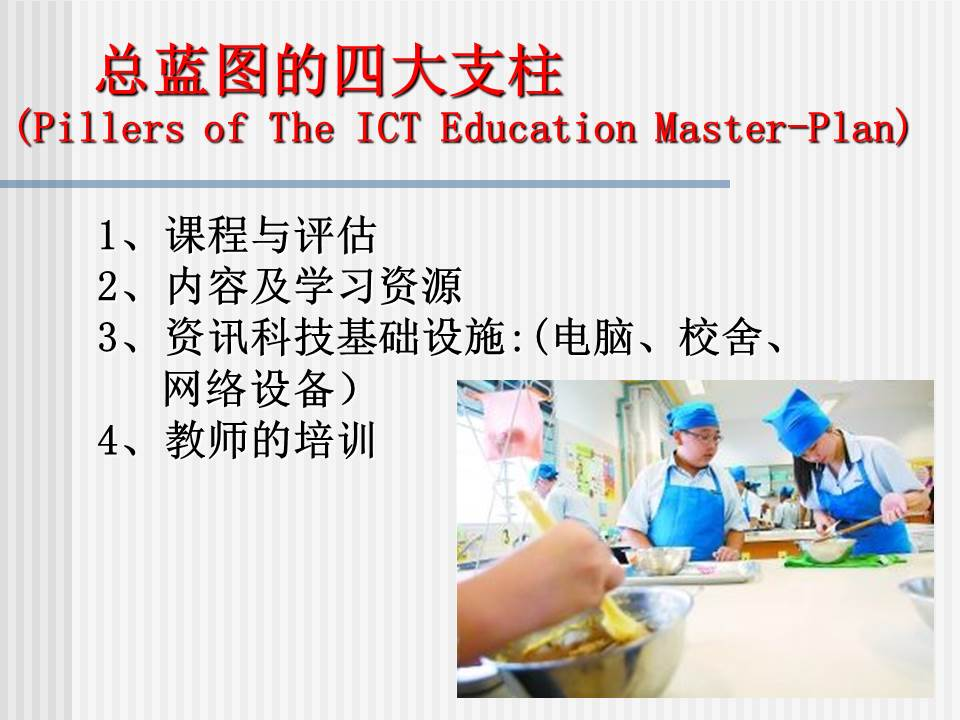 总蓝图的四大支柱
(Pillers of The ICT Education Master-Plan)
1、课程与评估
2、内容及学习资源
3、资讯科技基础设施:(电脑、校舍、
网络设备）
4、教师的培训